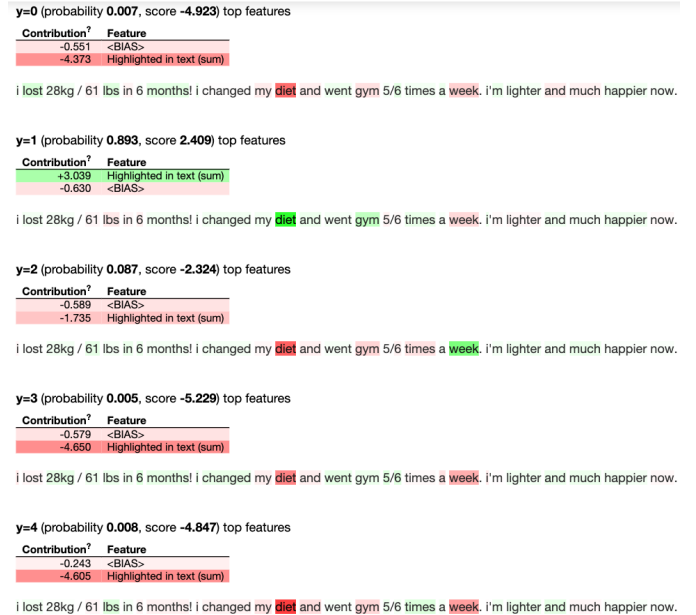 y=0 (probability 0.007, score -4.923) top features
Contribution? Feature
-0.551 <BIAS>
-4.373 Highlighted in text (sum)
i lost 28kg / 61 lbs in 6 months! i changed my diet and went gym 5/6 times a week. i'm lighter and much happier now.
y=1 (probability 0.893, score 2.409) top features
Contribution? Feature
+3.039 Highlighted in text (sum)
-0.630 <BIAS>
i lost 28kg / 61 lbs in 6 months! i changed my diet and went gym 5/6 times a week. i'm lighter and much happier now.
y=2 (probability 0.087, score -2.324) top features
Contribution? Feature
-0.589 <BIAS>
-1.735 Highlighted in text (sum)
i lost 28kg / 61 lbs in 6 months! i changed my diet and went gym 5/6 times a week. i'm lighter and much happier now.
y=3 (probability 0.005, score -5.229) top features
Contribution? Feature
-0.579 <BIAS>
-4.650 Highlighted in text (sum)
i lost 28kg / 61 lbs in 6 months! i changed my diet and went gym 5/6 times a week. i'm lighter and much happier now.
y=4 (probability 0.008, score -4.847) top features
Contribution? Feature
-0.243 <BIAS>
-4.605 Highlighted in text (sum)
i lost 28kg / 61 lbs in 6 months! i changed my diet and went gym 5/6 times a week. i'm lighter and much happier now.